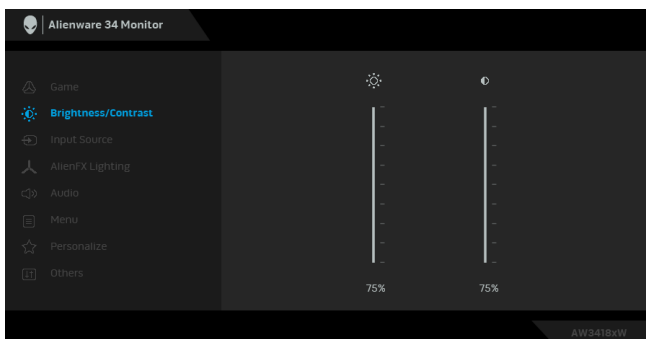 Alienware 34 Monitor
Game
Brightness/Contrast
Input Source
AlienFX Lighting
Audio
Menu
Personalize
Others
75%
75%
AW3418xW